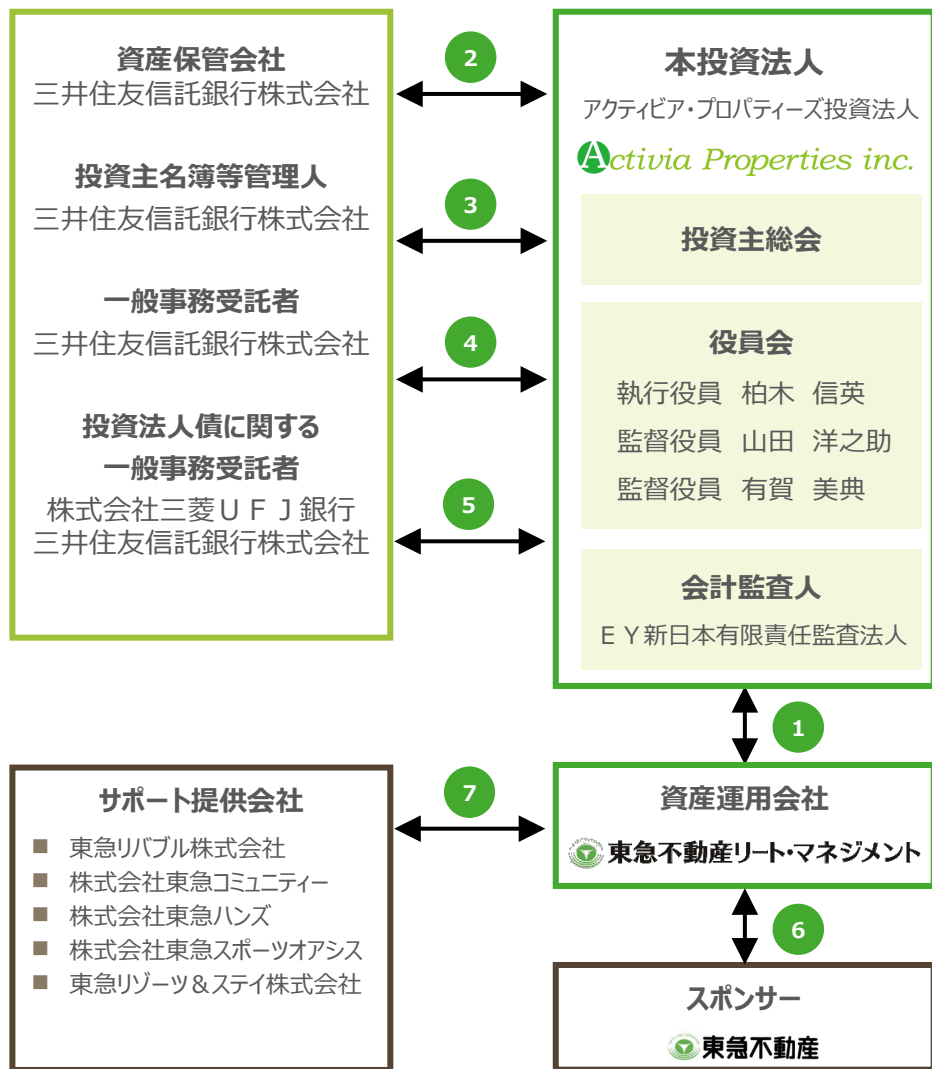 資産保管会社
三井住友信託銀行株式会社
投資主名簿等管理人
三井住友信託銀行株式会社
一般事務受託者
三井住友信託銀行株式会社
投資法人債に関する
一般事務受託者
株式会社三菱ＵＦＪ銀行
三井住友信託銀行株式会社
2
3
4
5
本投資法人
アクティビア・プロパティーズ投資法人
Activia Properties inc.
投資主総会
役員会
執行役員 柏木 信英
監督役員 山田 洋之助
監督役員 有賀 美典
会計監査人
ＥＹ新日本有限責任監査法人
1
サポート提供会社
■ 東急リバブル株式会社
■ 株式会社東急コミュニティー
■ 株式会社東急ハンズ
■ 株式会社東急スポーツオアシス
■ 東急リゾーツ＆ステイ株式会社
7
資産運用会社
東急不動産リート・マネジメント
6
スポンサー
東急不動産